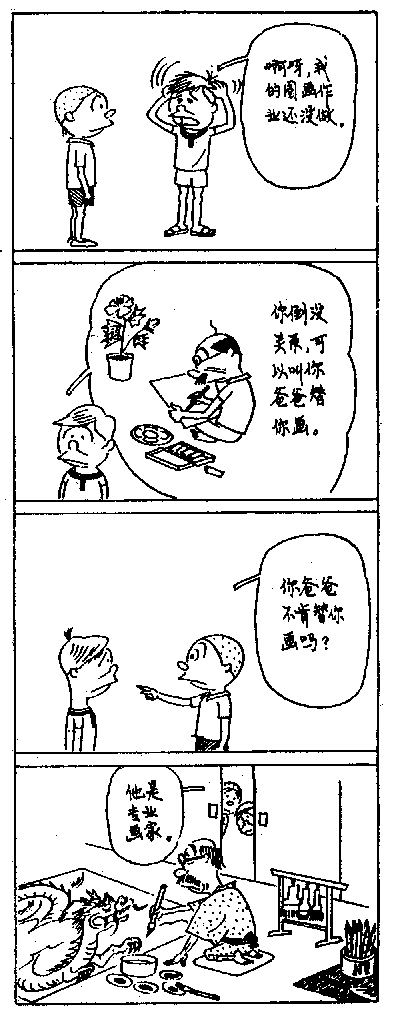 啊呀，我
的图画作
业还没做。
你倒没
关系，可
以叫你
爸爸替
你画。
你爸爸
不肯替你
画吗？
他是
专业
画家。